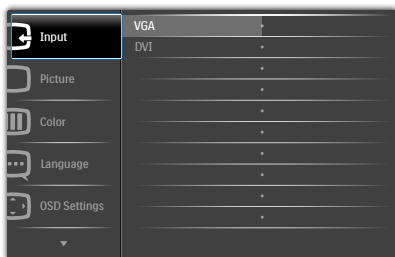 Input
VGA
DVI
Picture
Color
Language
OSD Settings